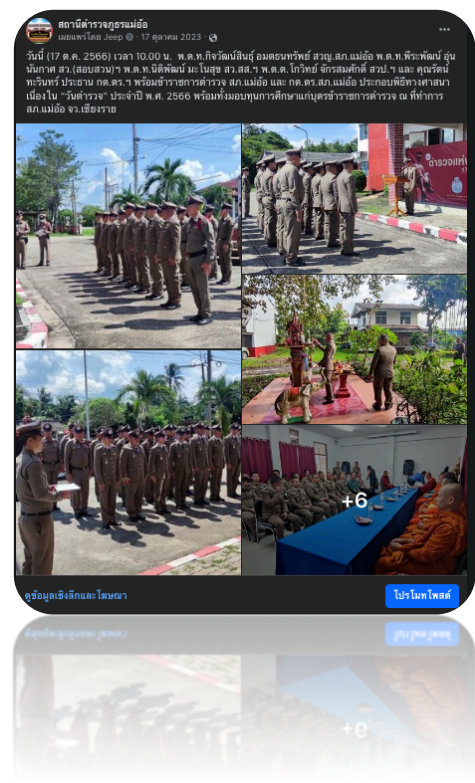 สถานีตำรวจภูธรแม่อ้อ
เผยแพร่โดย Jeep · 17 ตุลาคม 2023 ·
วันนี้ (17 ต.ค. 2566) เวลา 10.00 น. พ.ต.ท.กิจวัฒน์สินธุ์ อมดธนทรัพย์ สวญ.สภ.แม่อ้อ พ.ต.ท.พีระพัฒน์ อุ่น
นันกาศ สว.(สอบสวน)ฯ พ.ต.ท.นิติพัฒน์ มะโนสุข สว.สส.ฯ พ.ต.ต.โกวิทย์ จักรสมศักดิ์ สวป.ฯ และ คุณรัตน์
ทะรินทร์ ประธาน กต.ตร.ฯ พร้อมข้าราชการตำรวจ สภ.แม่อ้อ และ กต.ตร.สภ.แม่อ้อ ประกอบพิธีทางศาสนา
เนื่องใน “วันตำรวจ” ประจำปี พ.ศ. 2566 พร้อมทั้งมอบทุนการศึกษาแก่บุตรข้าราชการตำรวจ ณ ที่ทำการ
สภ.แม่อ้อ จว.เชียงราย
ตำรวจแห่ง
+6
ดูข้อมูลเชิงลึกและโฆษณา
โปรโมทโพสต์